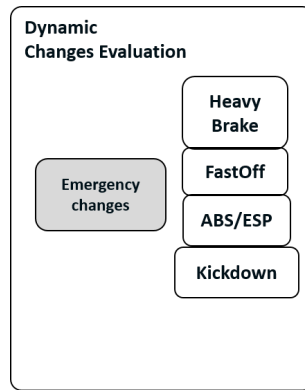 Dynamic
Changes Evaluation
Heavy
Brake
FastOff
Emergency
changes
ABS/ESP
Kickdown